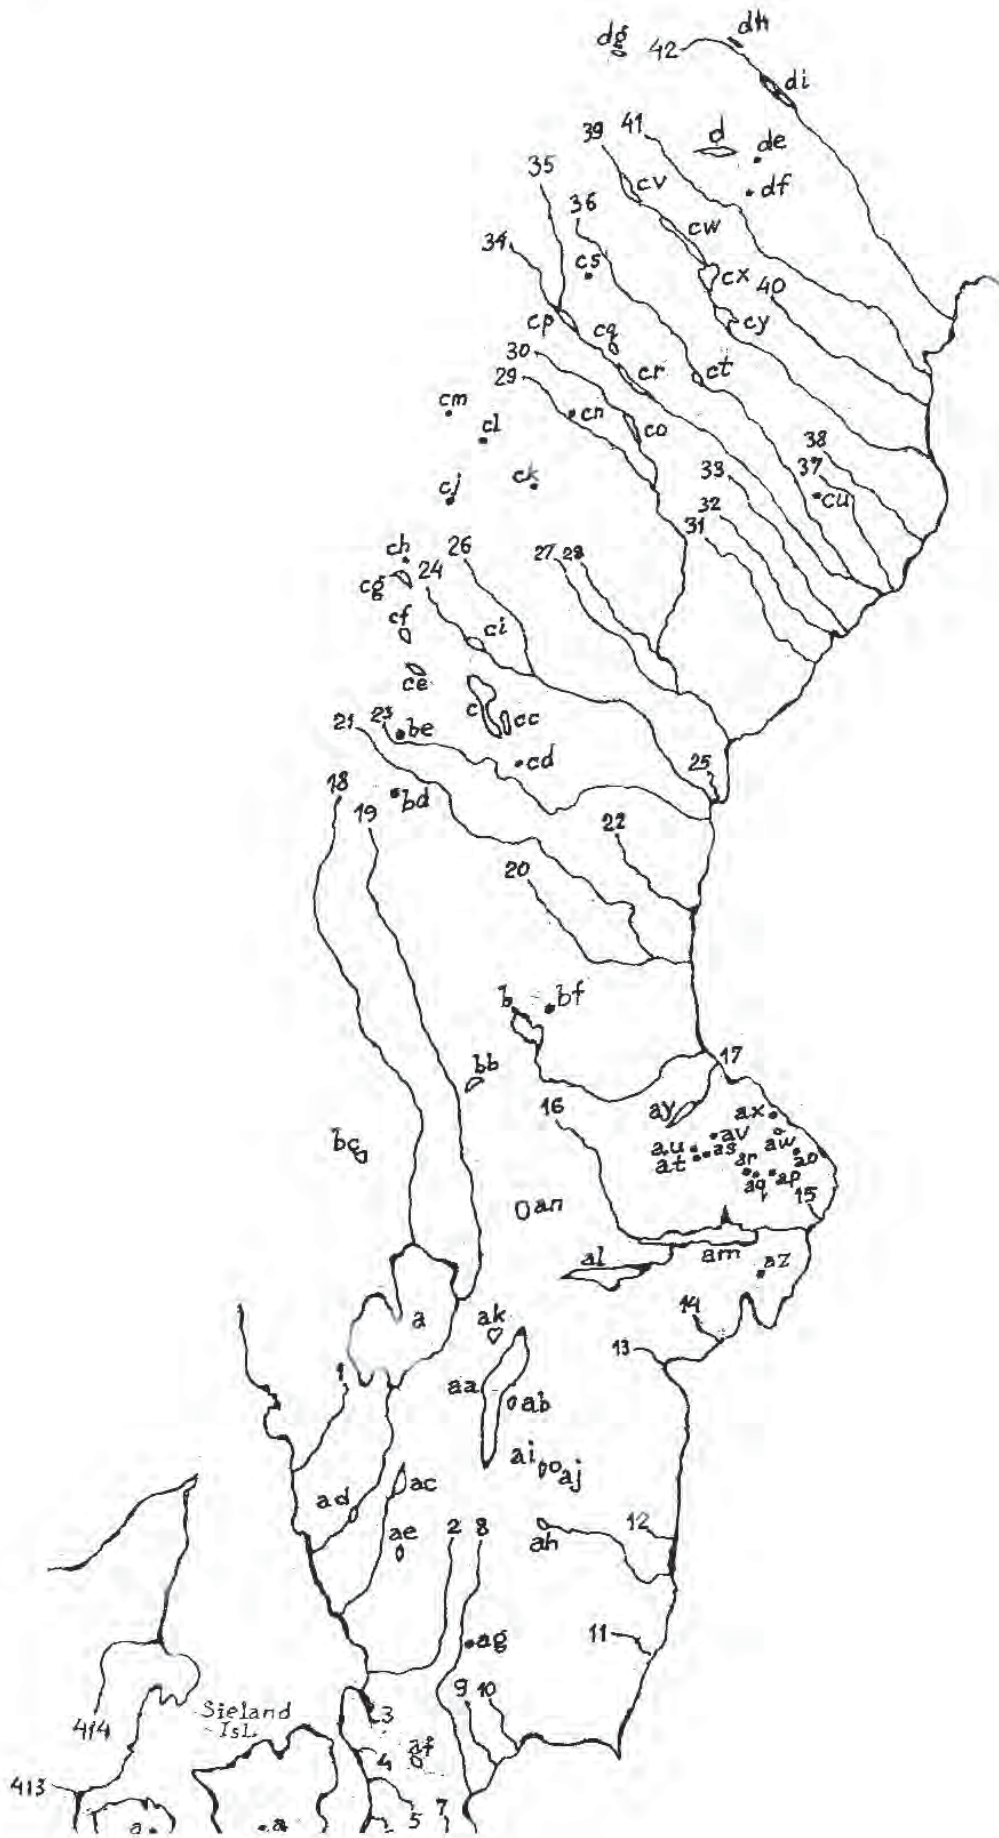 dg 42 dh
di
39 41 d de
35 cv df
36 cw
34 cs cx 40
cp cq cy
30 cr ct
29 cn co
cm cl 38
37
ck 33 cu
cj 32
31
ch 26 27 28
cg 24
cf ci
ce
c cc
21 23 be
cd 25
18 bd
19 22
20
b bf
17
bb
16 ay ax
av
bc au as aw
at ar ao
aq ap
an 15
al am az
a 14
ak
13
1 aa ab
ai aj
ad ac
ae 2 8 ah 12
ag 11
9 10
Sieland
Isl.
414 3
4 af
413
a a 5 7